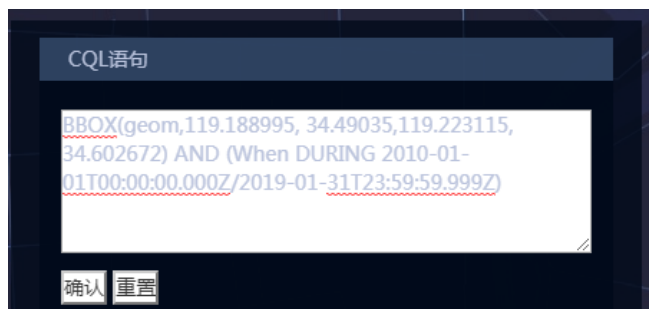 CQL语句
BBOX(geom,119.188995, 34.49035,119.223115,
34.602672) AND (When DURING 2010-01-
01T00:00:00.000Z/2019-01-31T23:59:59.999Z)
确认 重置